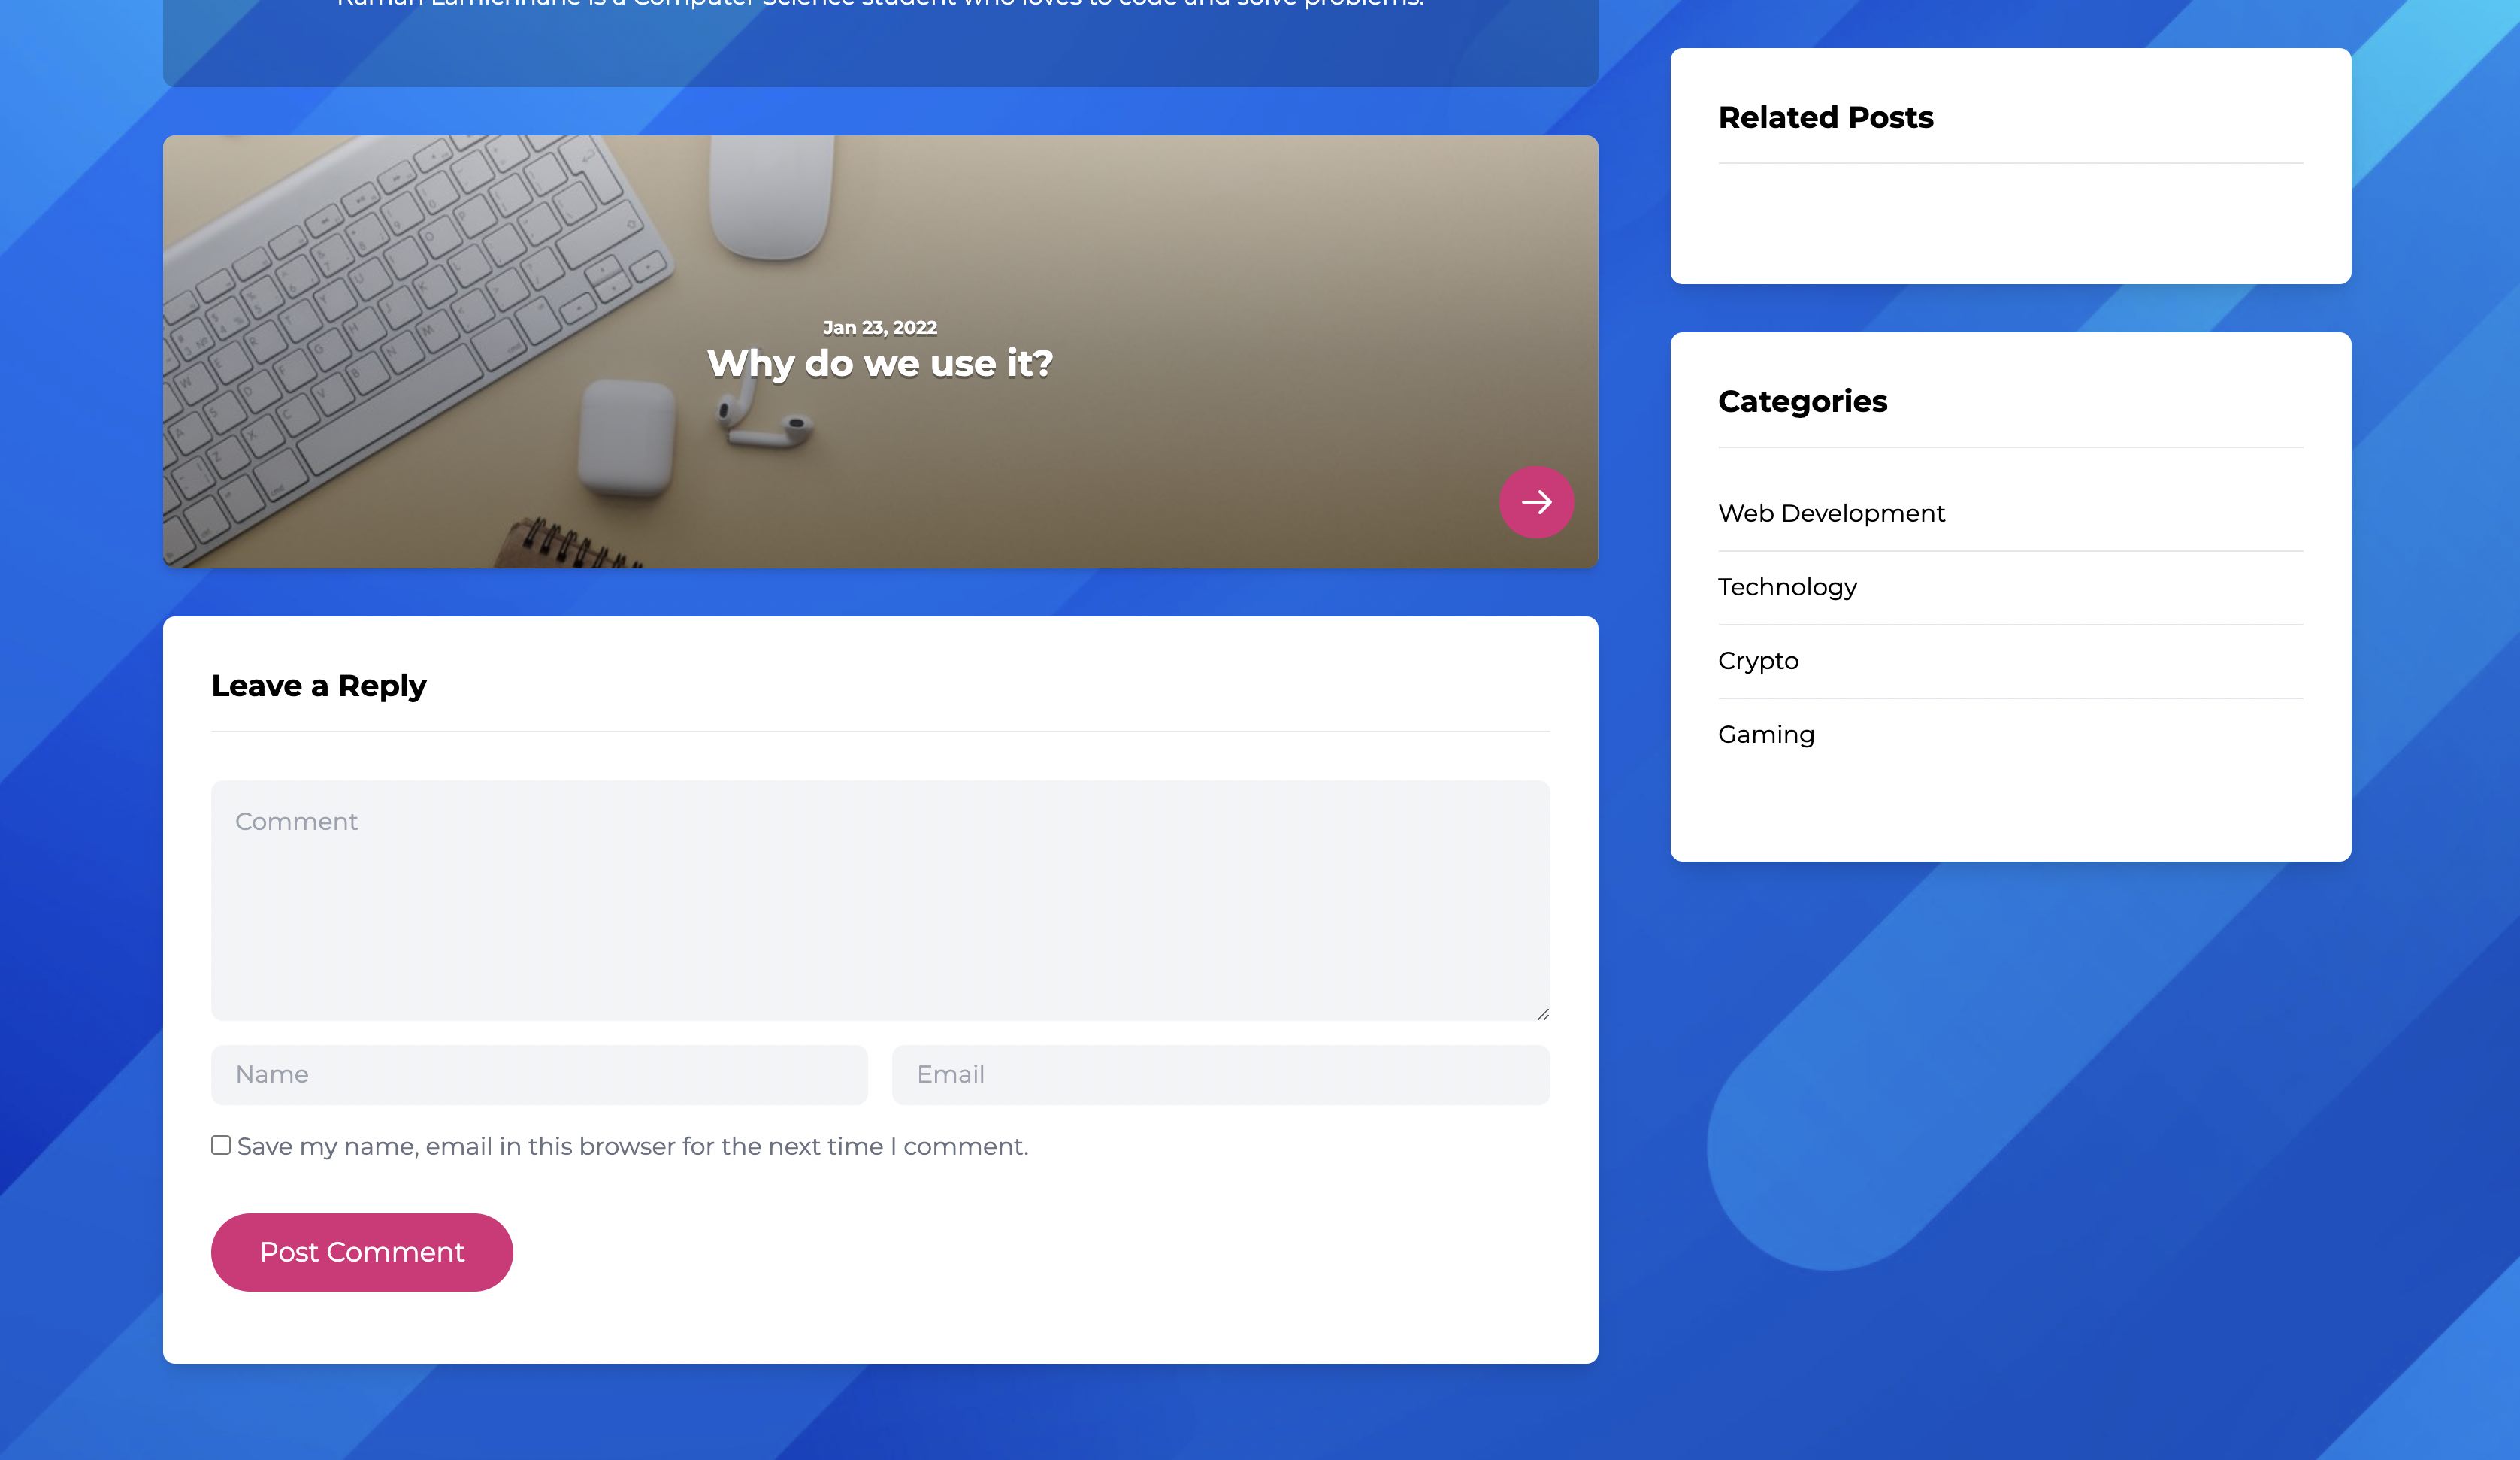 Raman Lamichhane is a Computer Science student who loves to code and solve problems.
Jan 23, 2022
Why do we use it?
Leave a Reply
Comment
Name
Email
Save my name, email in this browser for the next time I comment.
Post Comment
Related Posts
Categories
Web Development
Technology
Crypto
Gaming